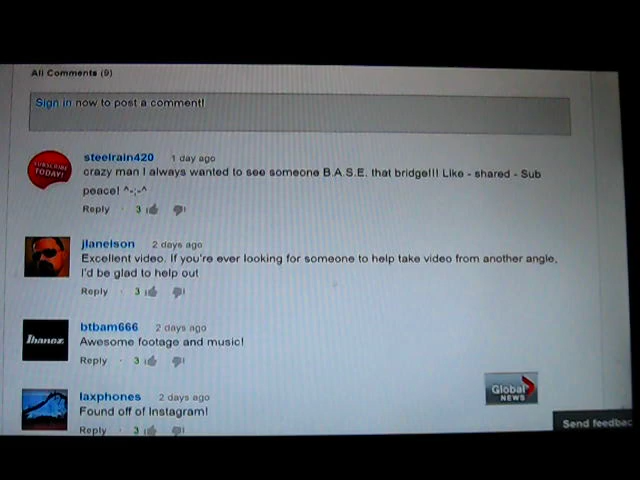 All Comments (9)
Sign in now to post a comment!
SUBSCRIBE
TODAY!
steelrain420 1 day ago
crazy man I always wanted to see someone B.A.S.E. that bridge!!! Like - shared - Sub
peace! ^-;-^
Reply · 3
jlanelson 2 days ago
Excellent video. If you're ever looking for someone to help take video from another angle,
I'd be glad to help out
Reply · 3
Ibanez
btbam666 2 days ago
Awesome footage and music!
Reply · 3
laxphones 2 days ago
Found off of Instagram!
Reply · 3
Global
NEWS
Send feedbac